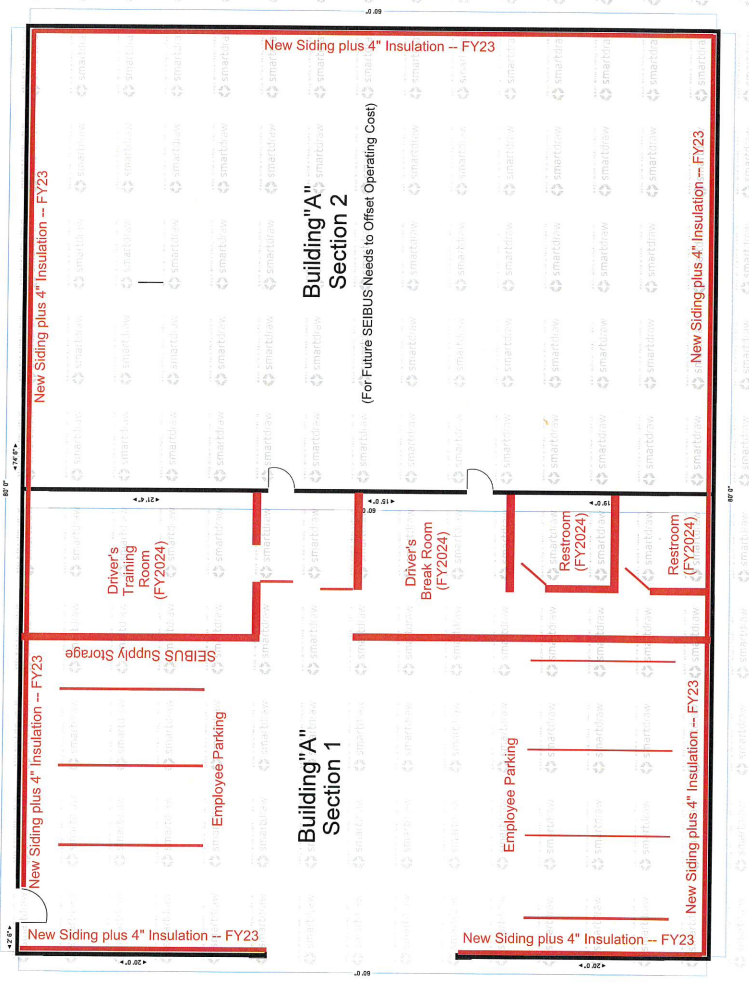 60' 0"
New Siding plus 4" Insulation -- FY23
New Siding plus 4" Insulation -- FY23
New Siding plus 4" Insulation -- FY23
Building"A"
Section 2
(For Future SEIBUS Needs to Offset Operating Cost)
74' 6"
80' 0"
80' 0"
21' 4"
15' 0"
19' 0"
60' 0"
Driver's
Training
Room
(FY2024)
Driver's
Break Room
(FY2024)
Restroom
(FY2024)
Restroom
(FY2024)
SEIBUS Supply Storage
New Siding plus 4" Insulation -- FY23
Employee Parking
Building"A"
Section 1
Employee Parking
New Siding plus 4" Insulation -- FY23
2' 6"
New Siding plus 4" Insulation -- FY23
New Siding plus 4" Insulation -- FY23
20' 0"
20' 0"
60' 0"
smartdraw